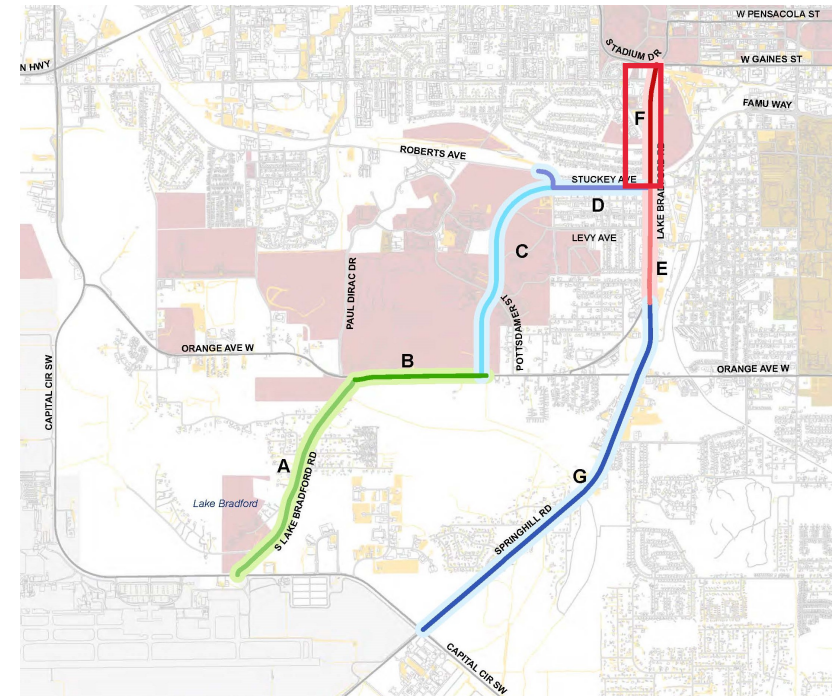 W PENSACOLA ST
STADIUM DR
W GAINES ST
N HWY
FAMU WAY
F
ROBERTS AVE
LAKE BRADFORD RD
STUCKEY AVE
D
LEVY AVE
C
E
PAUL DIRAC DR
POTTSDAMER ST
ORANGE AVE W
B
ORANGE AVE W
CAPITAL CIR SW
A
S LAKE BRADFORD RD
G
Lake Bradford
SPRINGHILL RD
CAPITAL CIR SW